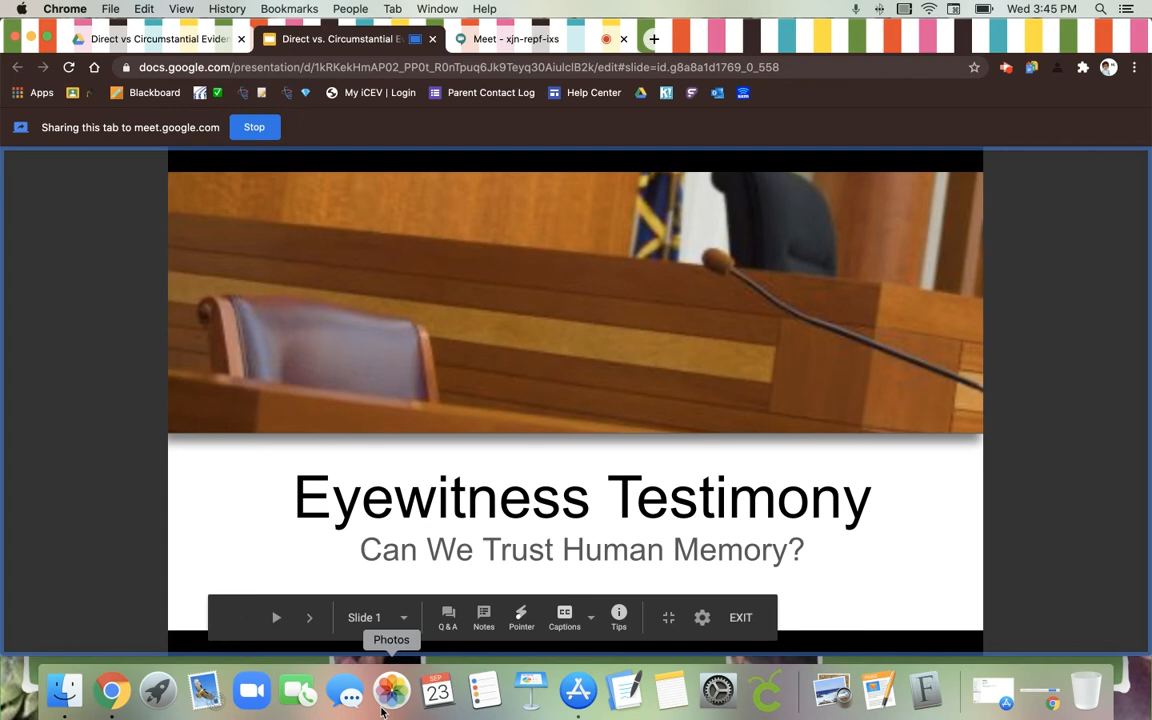 Chrome File Edit View History Bookmarks People Tab Window Help Wed 3:45 PM
Direct vs Circumstantial Eviden Direct vs. Circumstantial E Meet - xjn-repf-ixs
docs.google.com/presentation/d/1kRKekHmAP02_PP0t_R0nTpuq6Jk9Teyq30AiulclB2k/edit#slide=id.g8a8a1d1769_0_558
Apps Blackboard My iCEV | Login Parent Contact Log Help Center
Sharing this tab to meet.google.com Stop
Eyewitness Testimony
Can We Trust Human Memory?
Slide 1 Q & A Notes Pointer Captions Tips EXIT
Photos
SEP
23